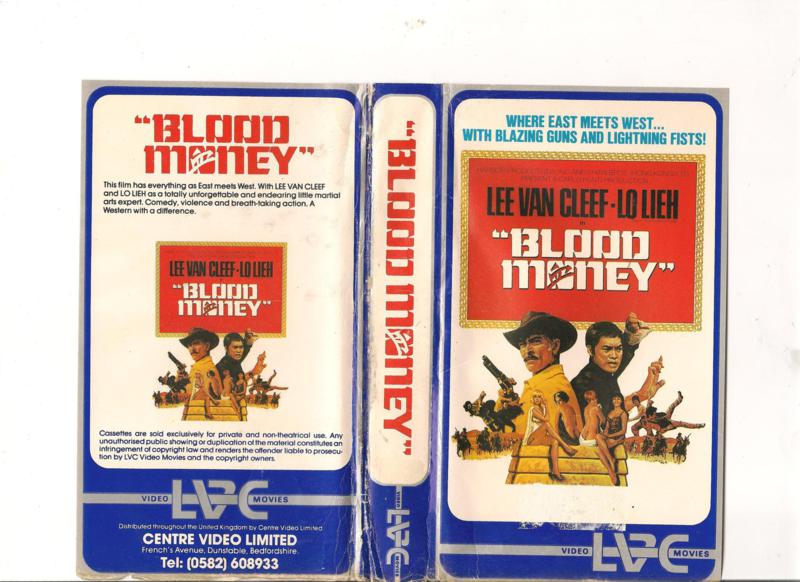 "BLOOD
MONEY"
This film has everything as East meets West. With LEE VAN CLEEF
and LO LIEH as a totally unforgettable and endearing little martial
arts expert. Comedy, violence and breath-taking action. A
Western with a difference.
LEE VAN CLEEF·LO LIEH
in
"BLOOD
MONEY"
Cassettes are sold exclusively for private and non-theatrical use. Any
unauthorised public showing or duplication of the material constitutes an
infringement of copyright law and renders the offender liable to prosecu-
tion by LVC Video Movies and the copyright owners.
VIDEO LVC MOVIES
Distributed throughout the United Kingdom by Centre Video Limited
CENTRE VIDEO LIMITED
French's Avenue, Dunstable, Bedfordshire.
Tel: (0582) 608933
"BLOOD MONEY"
VIDEO LVC MOVIES
WHERE EAST MEETS WEST...
WITH BLAZING GUNS AND LIGHTNING FISTS!
LEE VAN CLEEF·LO LIEH
in
"BLOOD
MONEY"
VIDEO LVC MOVIES